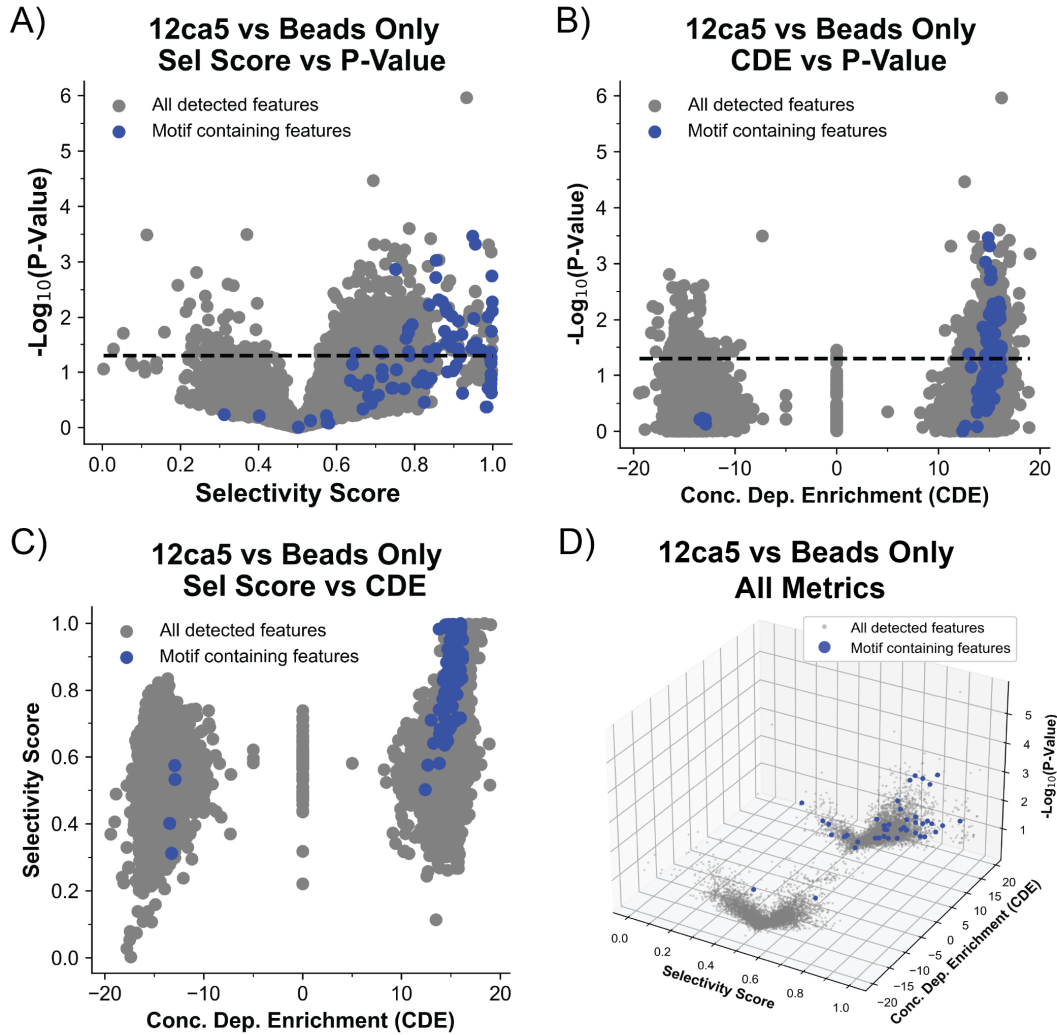 A)
12ca5 vs Beads Only
Sel Score vs P-Value
All detected features
Motif containing features
-Log₁₀(P-Value)
6
5
4
3
2
1
0
0.0 0.2 0.4 0.6 0.8 1.0
Selectivity Score
B)
12ca5 vs Beads Only
CDE vs P-Value
All detected features
Motif containing features
-Log₁₀(P-Value)
6
5
4
3
2
1
0
−20 −10 0 10 20
Conc. Dep. Enrichment (CDE)
C)
12ca5 vs Beads Only
Sel Score vs CDE
All detected features
Motif containing features
Selectivity Score
1.0
0.8
0.6
0.4
0.2
0.0
−20 −10 0 10 20
Conc. Dep. Enrichment (CDE)
D)
12ca5 vs Beads Only
All Metrics
All detected features
Motif containing features
-Log₁₀(P-Value)
5
4
3
2
1
20
15
10
5
0
−5
−10
−15
−20
Conc. Dep. Enrichment (CDE)
0.0 0.2 0.4 0.6 0.8 1.0
Selectivity Score